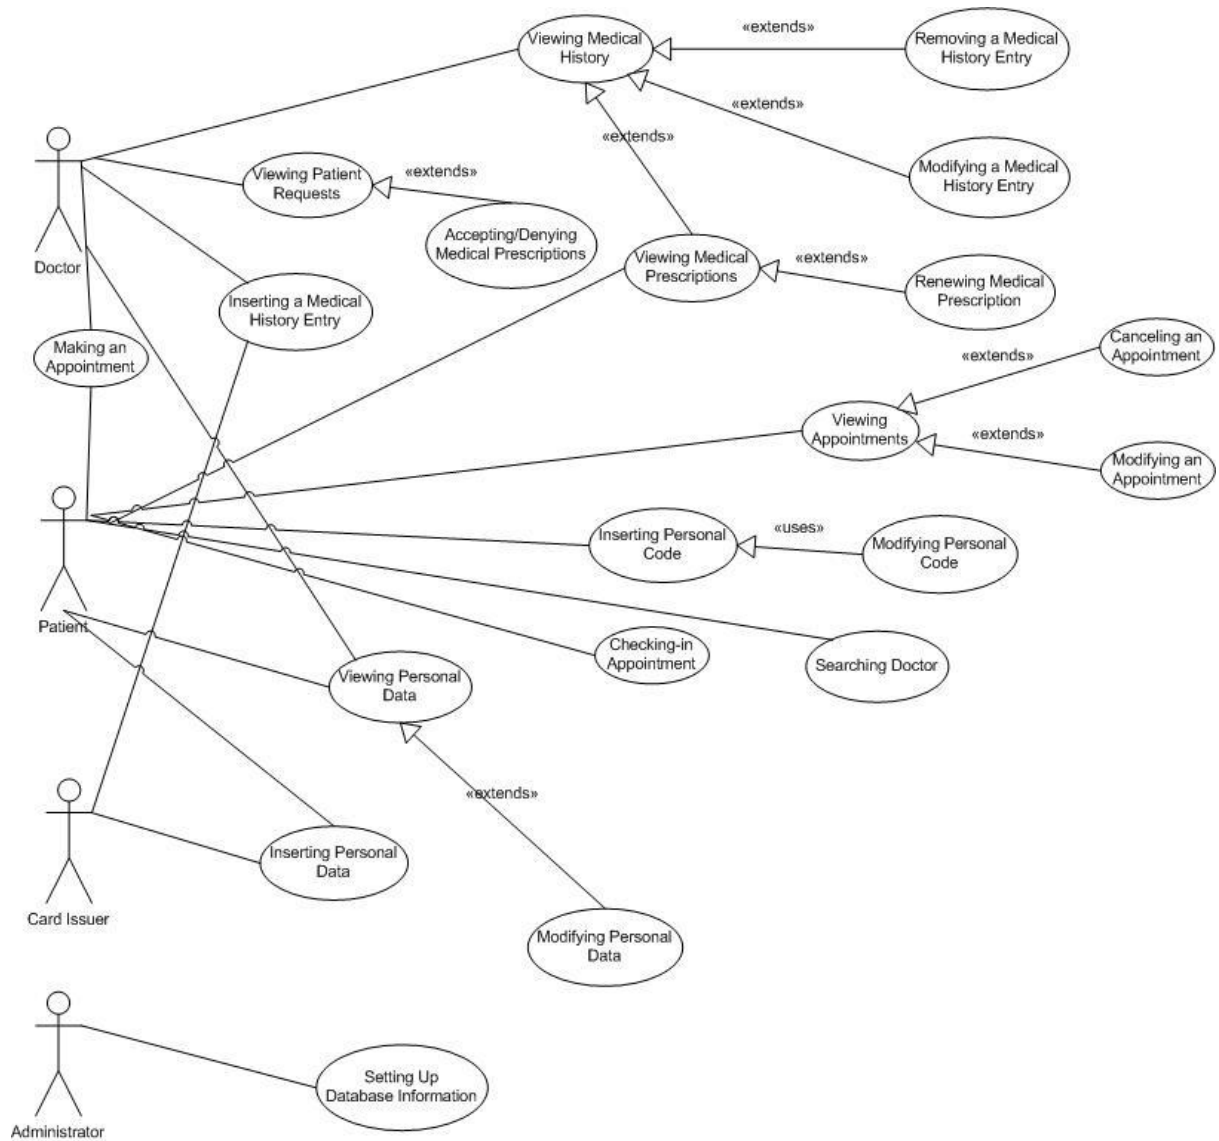 Viewing Medical
History
«extends»
Removing a Medical
History Entry
«extends»
«extends»
Viewing Patient
Requests
«extends»
Modifying a Medical
History Entry
Accepting/Denying
Medical Prescriptions
Viewing Medical
Prescriptions
«extends»
Renewing Medical
Prescription
Doctor
Inserting a Medical
History Entry
Making an
Appointment
Canceling an
Appointment
«extends»
Viewing
Appointments
«extends»
Modifying an
Appointment
Inserting Personal
Code
«uses»
Modifying Personal
Code
Patient
Checking-in
Appointment
Searching Doctor
Viewing Personal
Data
«extends»
Inserting Personal
Data
Card Issuer
Modifying Personal
Data
Setting Up
Database Information
Administrator